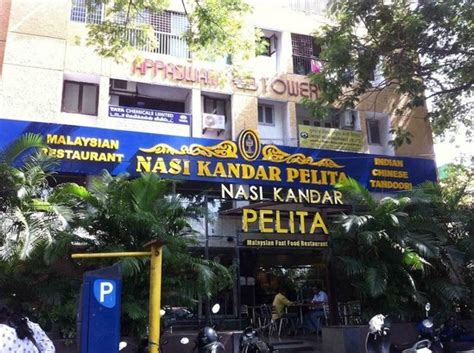 APPASWAMY TOWER
TATA CHEMICALS LIMITED
MALAYSIAN
RESTAURANT
NASI KANDAR PELITA
INDIAN
CHINESE
TANDOORI
NASI KANDAR
PELITA
Malaysian Fast Food Restaurant
P